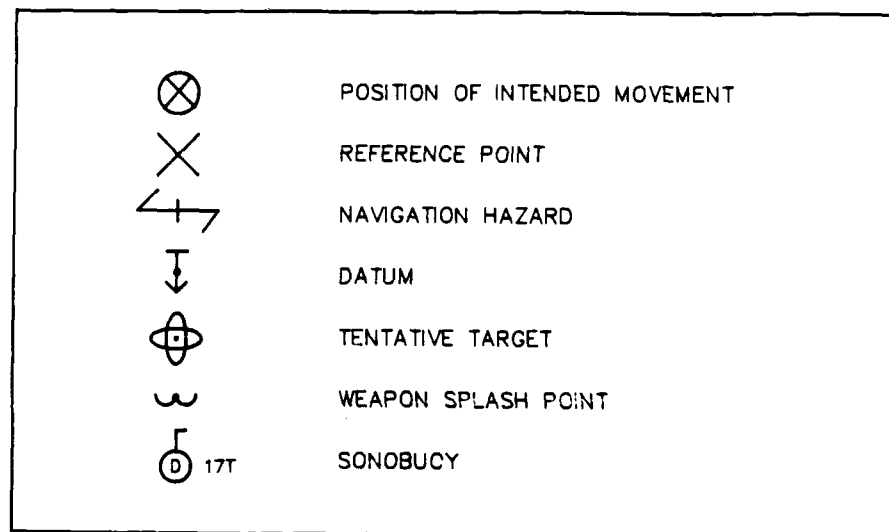 POSITION OF INTENDED MOVEMENT
REFERENCE POINT
NAVIGATION HAZARD
DATUM
TENTATIVE TARGET
WEAPON SPLASH POINT
D 17T SONOBUCY